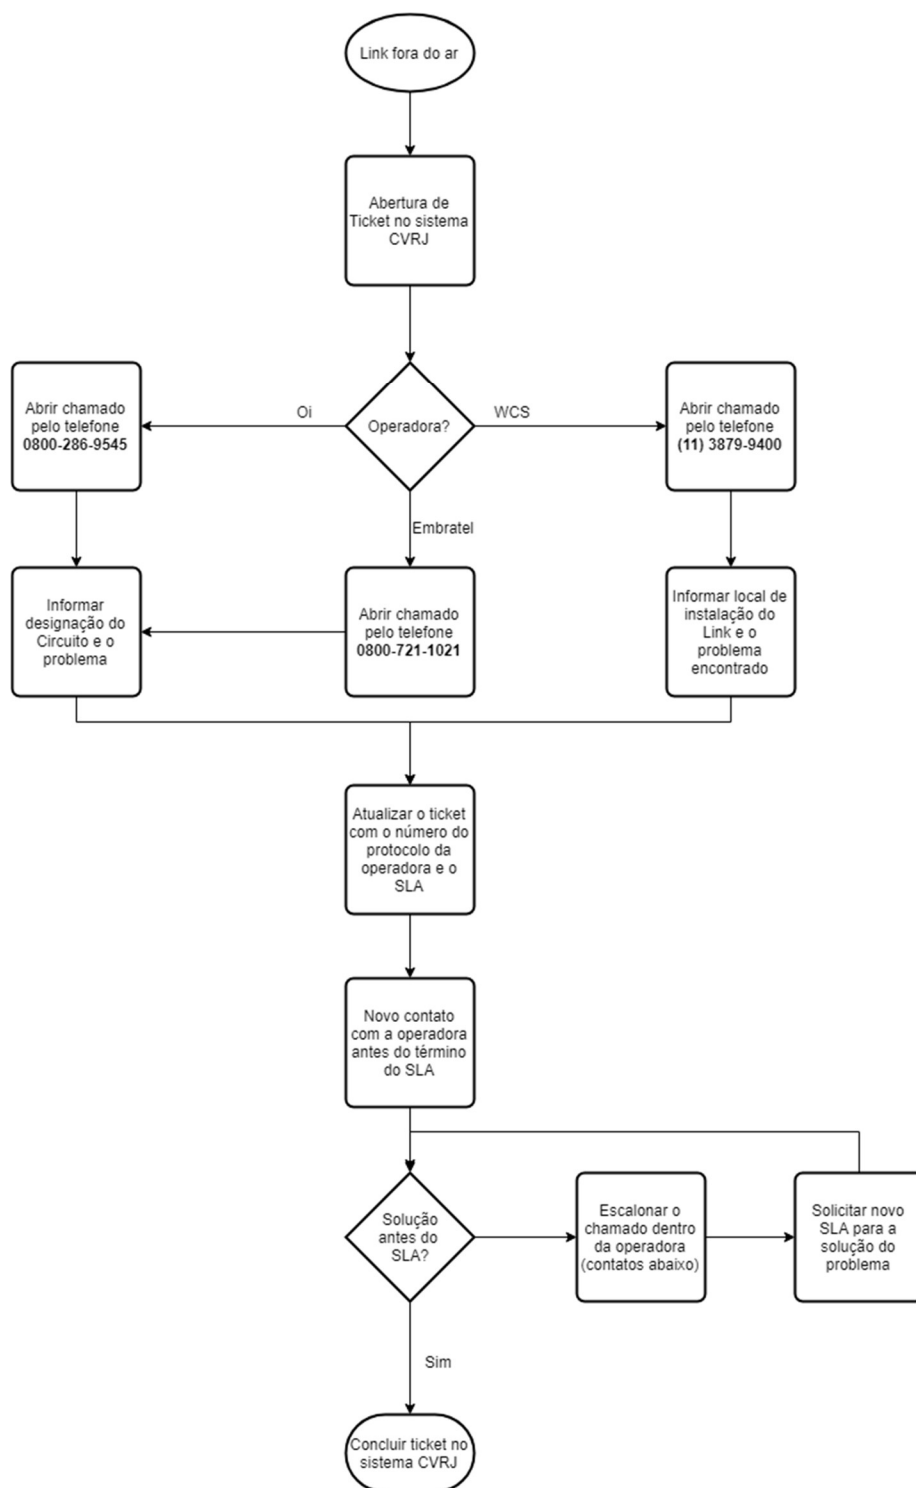 Link fora do ar
Abertura de
Ticket no sistema
CVRJ
Operadora?
Oi
WCS
Embratel
Abrir chamado
pelo telefone
0800-286-9545
Abrir chamado
pelo telefone
(11) 3879-9400
Informar
designação do
Circuito e o
problema
Abrir chamado
pelo telefone
0800-721-1021
Informar local de
instalação do
Link e o
problema
encontrado
Atualizar o ticket
com o número do
protocolo da
operadora e o
SLA
Novo contato
com a operadora
antes do término
do SLA
Solução
antes do
SLA?
Escalonar o
chamado dentro
da operadora
(contatos abaixo)
Solicitar novo
SLA para a
solução do
problema
Sim
Concluir ticket no
sistema CVRJ